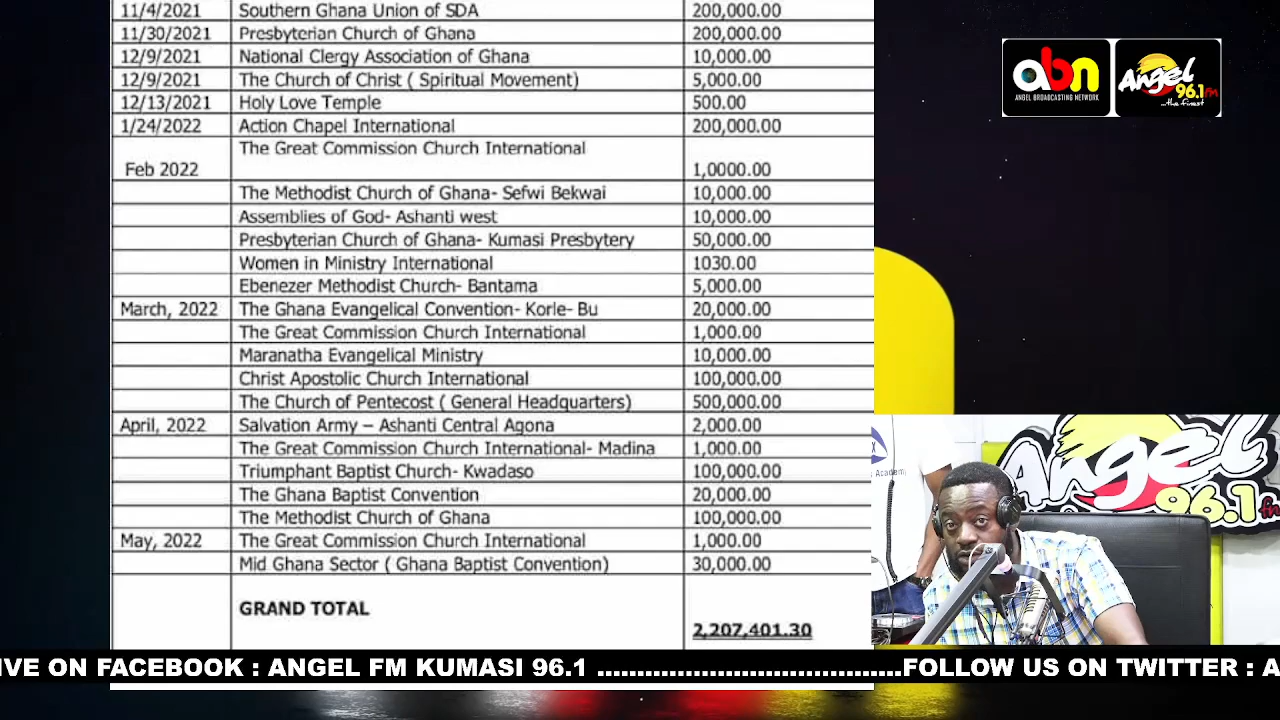 11/4/2021 Southern Ghana Union of SDA 200,000.00
11/30/2021 Presbyterian Church of Ghana 200,000.00
12/9/2021 National Clergy Association of Ghana 10,000.00
12/9/2021 The Church of Christ ( Spiritual Movement) 5,000.00
12/13/2021 Holy Love Temple 500.00
1/24/2022 Action Chapel International 200,000.00
The Great Commission Church International
Feb 2022 1,0000.00
The Methodist Church of Ghana- Sefwi Bekwai 10,000.00
Assemblies of God- Ashanti west 10,000.00
Presbyterian Church of Ghana- Kumasi Presbytery 50,000.00
Women in Ministry International 1030.00
Ebenezer Methodist Church- Bantama 5,000.00
March, 2022 The Ghana Evangelical Convention- Korle- Bu 20,000.00
The Great Commission Church International 1,000.00
Maranatha Evangelical Ministry 10,000.00
Christ Apostolic Church International 100,000.00
The Church of Pentecost ( General Headquarters) 500,000.00
April, 2022 Salvation Army – Ashanti Central Agona 2,000.00
The Great Commission Church International- Madina 1,000.00
Triumphant Baptist Church- Kwadaso 100,000.00
The Ghana Baptist Convention 20,000.00
The Methodist Church of Ghana 100,000.00
May, 2022 The Great Commission Church International 1,000.00
Mid Ghana Sector ( Ghana Baptist Convention) 30,000.00
GRAND TOTAL
2,207,401.30
abn
ANGEL BROADCASTING NETWORK
Angel
96.1fm
...the finest
Academy
Angel
96.1fm
IVE ON FACEBOOK : ANGEL FM KUMASI 96.1 .......................................FOLLOW US ON TWITTER : A